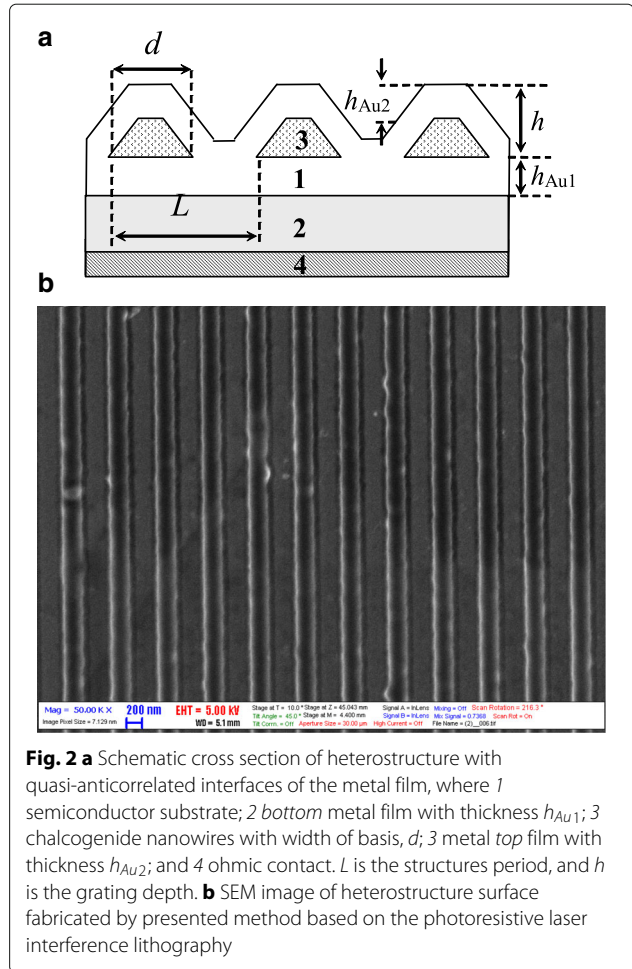 a
d
h_Au2
h
3
1
h_Au1
L
2
4
b
Mag = 50.00 K X
200 nm
EHT = 5.00 kV
WD = 5.1 mm
Image Pixel Size = 7.129 nm
Stage at T = 10.0 ° Stage at Z = 45.043 mm
Tilt Angle = 45.0 ° Stage at M = 4.400 mm
Tilt Corrn. = Off Aperture Size = 30.00 µm
Signal A = InLens Mixing = Off Scan Rotation = 216.3 °
Signal B = InLens Mix Signal = 0.7368 Scan Rot = On
High Current = Off File Name = (2)__006.tif
Fig. 2 a Schematic cross section of heterostructure with
quasi-anticorrelated interfaces of the metal film, where 1
semiconductor substrate; 2 bottom metal film with thickness h_Au1; 3
chalcogenide nanowires with width of basis, d; 3 metal top film with
thickness h_Au2; and 4 ohmic contact. L is the structures period, and h
is the grating depth. b SEM image of heterostructure surface
fabricated by presented method based on the photoresistive laser
interference lithography